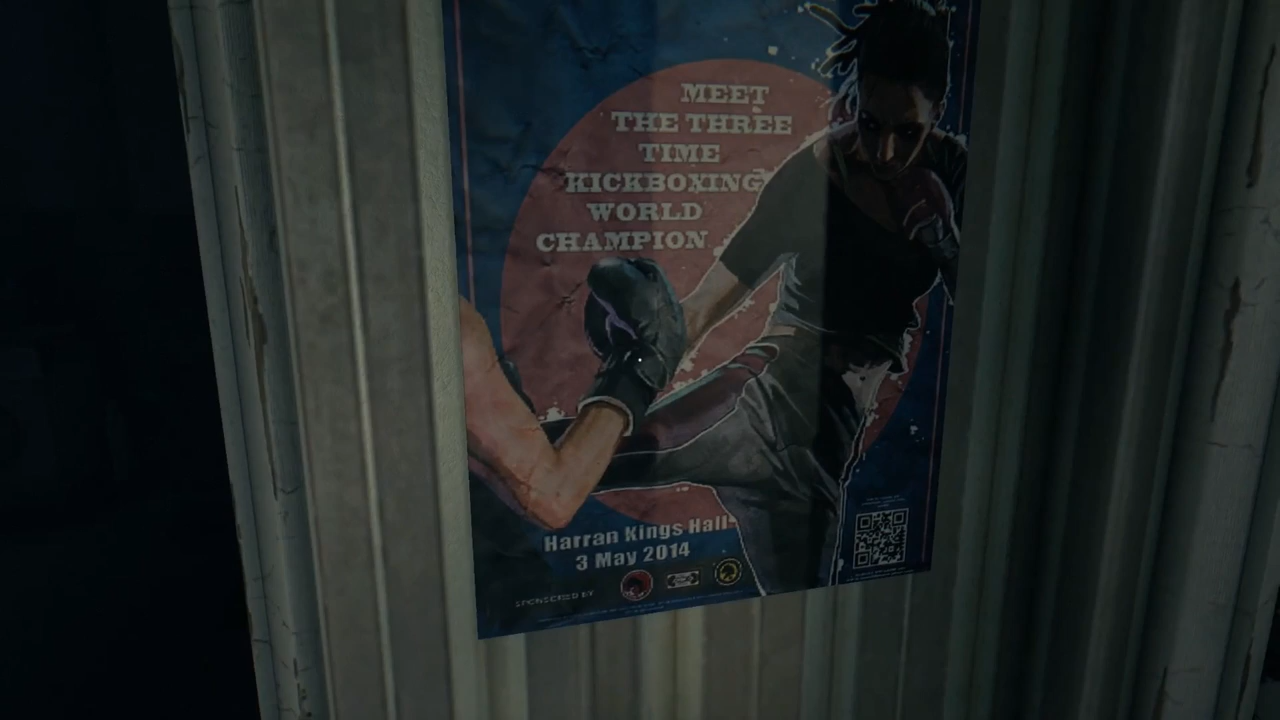 MEET
THE THREE
TIME
KICKBOXING
WORLD
CHAMPION
Harran Kings Hall
3 May 2014
SPONSORED BY